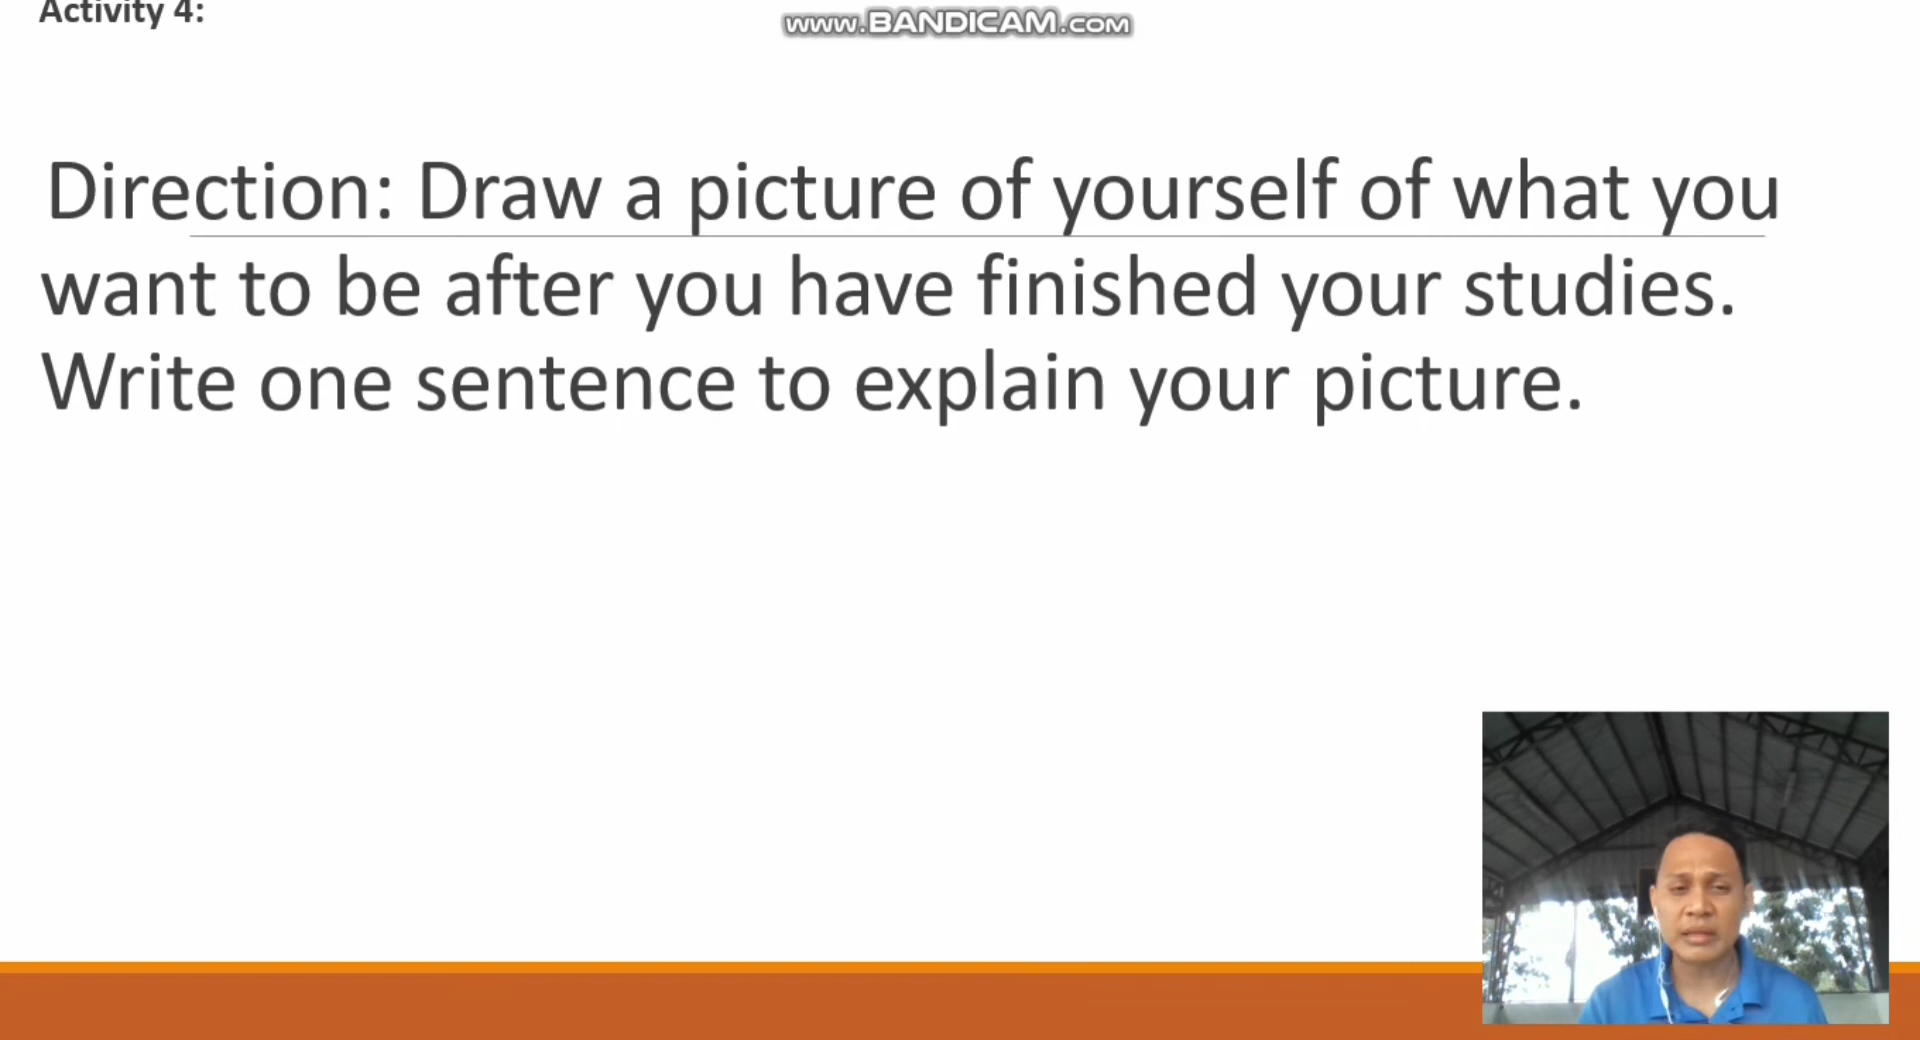 Activity 4:
www.BANDICAM.com
Direction: Draw a picture of yourself of what you
want to be after you have finished your studies.
Write one sentence to explain your picture.